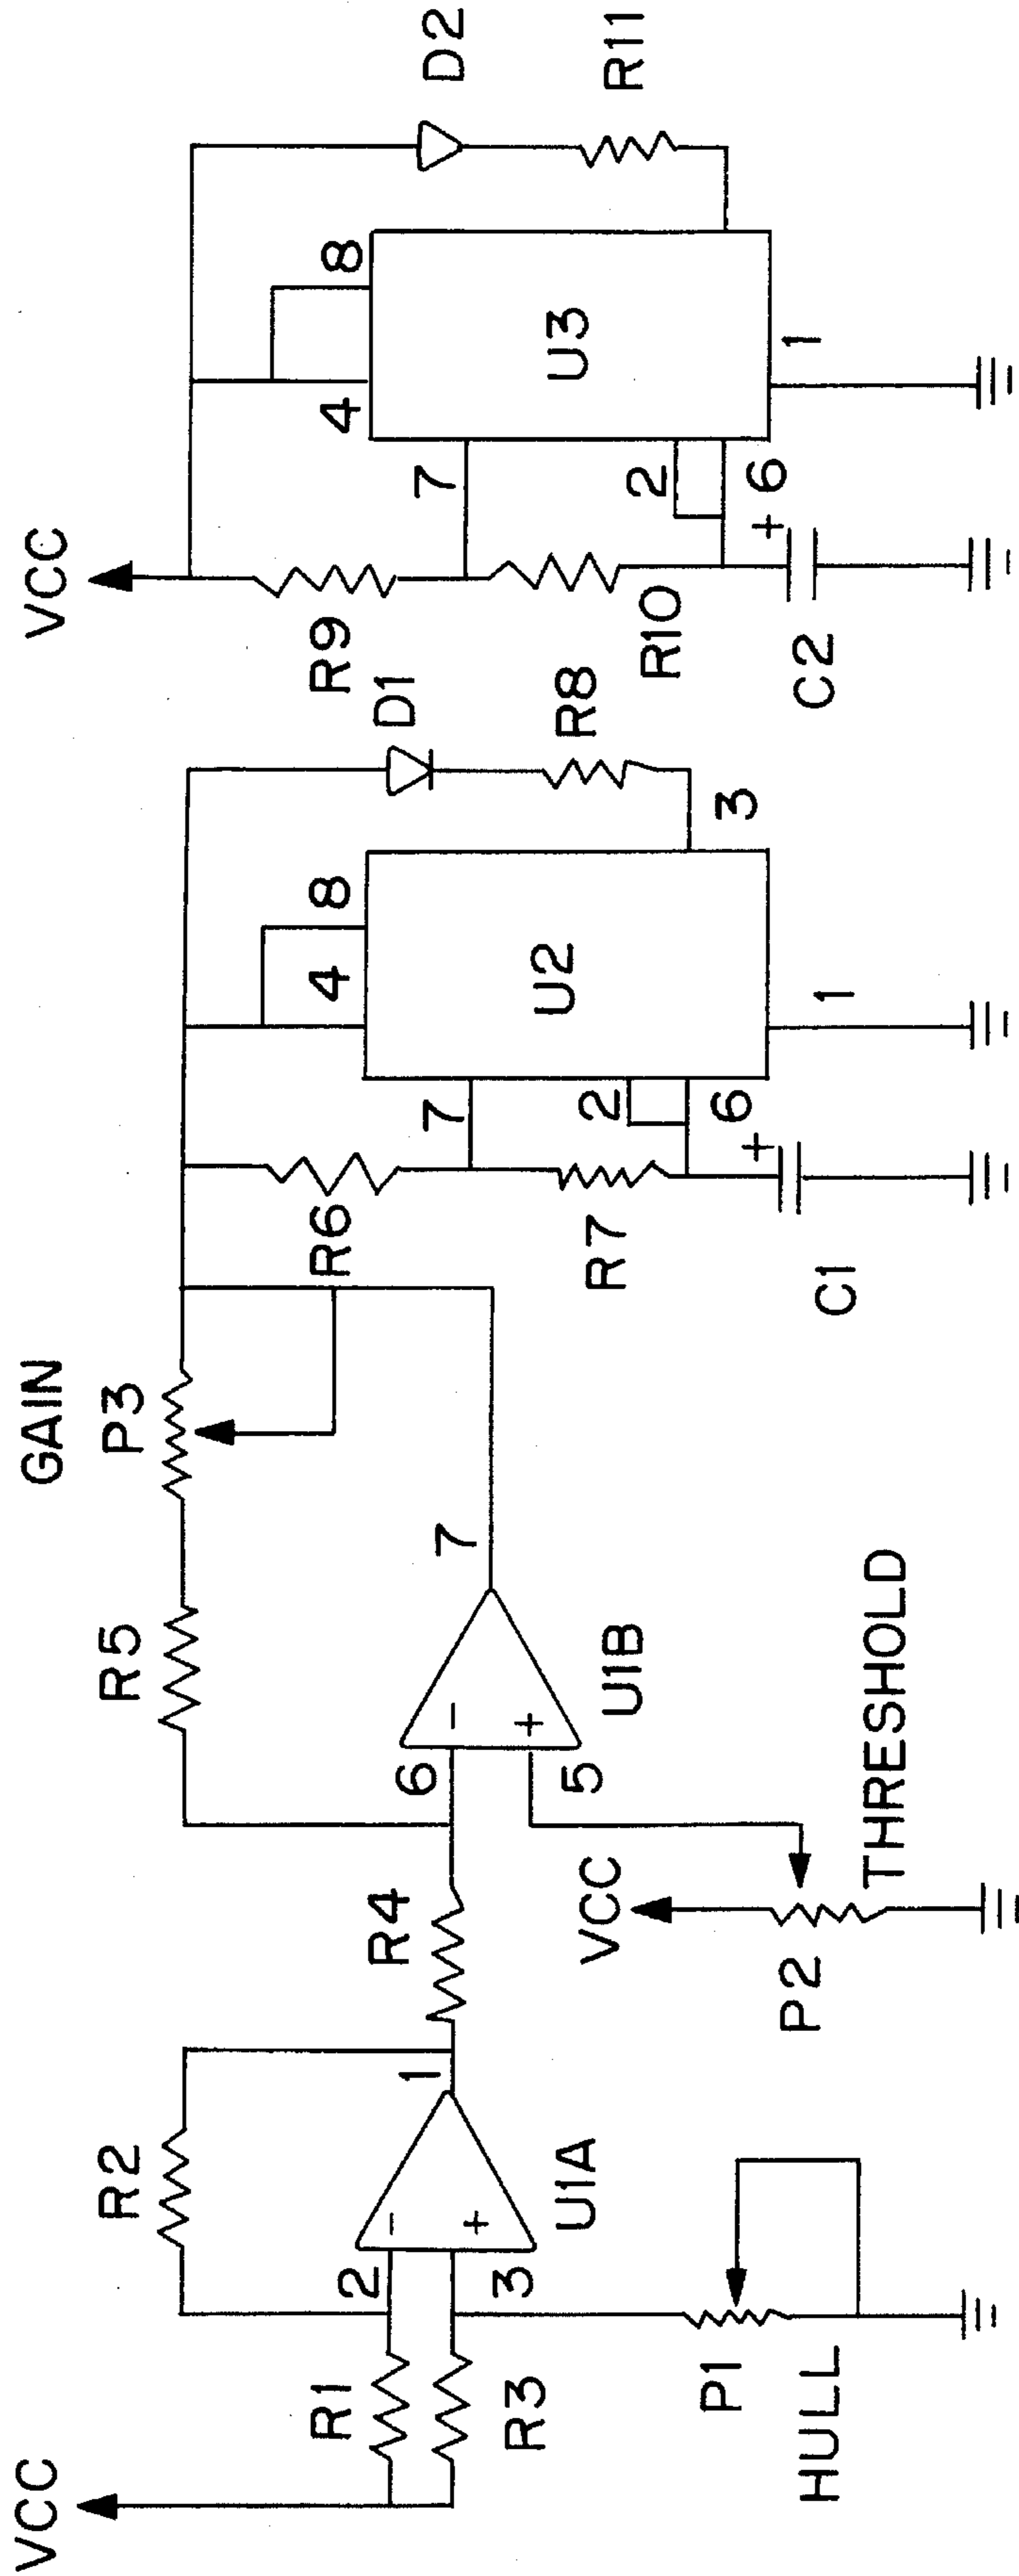 VCC
R1
R3
P1
HULL
R2
2
3
U1A
−
+
1
R4
VCC
P2
THRESHOLD
R5
6
5
−
+
U1B
7
GAIN
P3
R6
R7
C1
+
7
2
6
U2
4
8
1
3
D1
R8
VCC
R9
R10
C2
+
7
2
6
U3
4
8
1
D2
R11